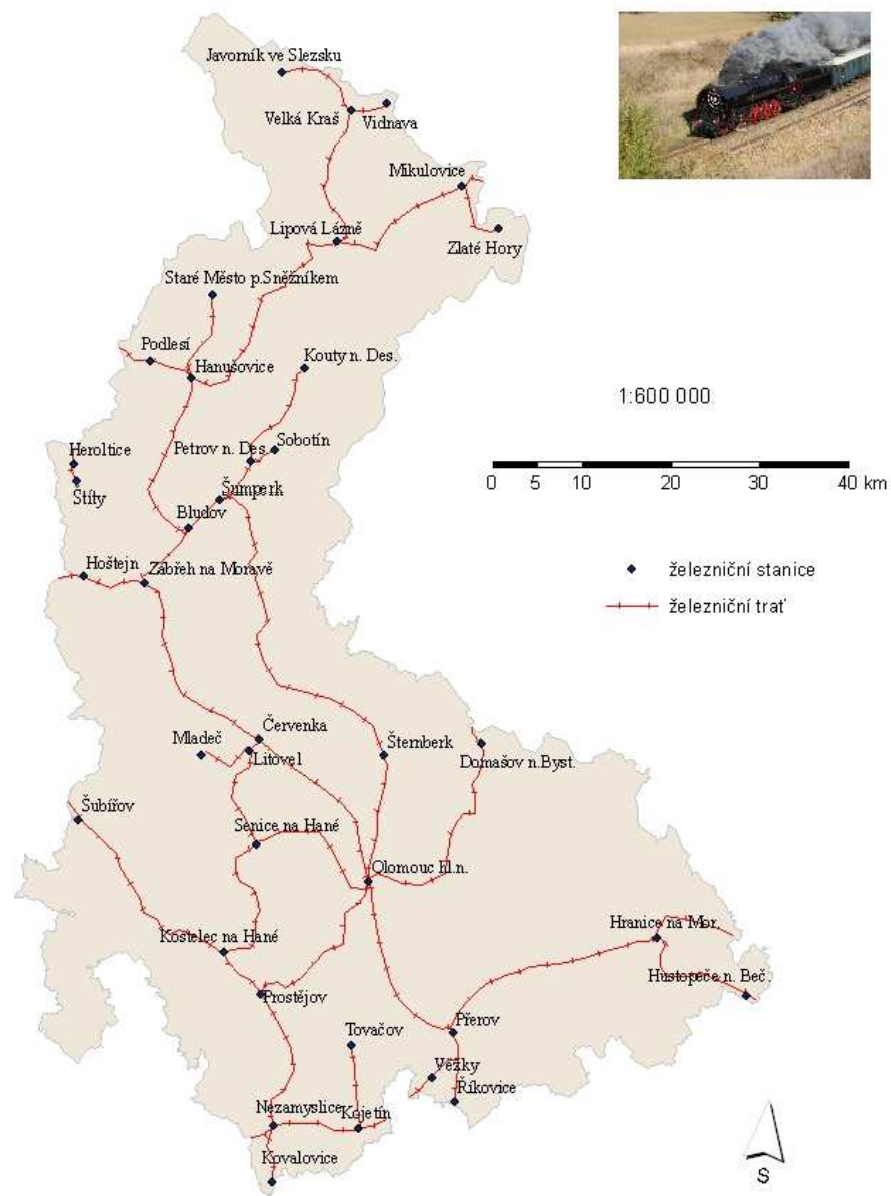 Javorník ve Slezsku
Velká Kraš
Vidnava
Mikulovice
Lipová Lázně
Zlaté Hory
Staré Město p.Sněžníkem
Podlesí
Hanušovice
Kouty n. Des.
1:600 000
Petrov n. Des.
Sobotín
Heroltice
Štíty
Šumperk
0 5 10 20 30 40 km
Bludov
Hoštejn
Zábřeh na Moravě
železniční stanice
železniční trať
Červenka
Mladeč
Litovel
Šternberk
Domašov n.Byst.
Šubířov
Senice na Hané
Olomouc hl.n.
Hranice na Mor.
Kostelec na Hané
Hustopeče n. Beč.
Prostějov
Přerov
Tovačov
Věžky
Říkovice
Nezamyslice
Kojetín
Kovalovice
S